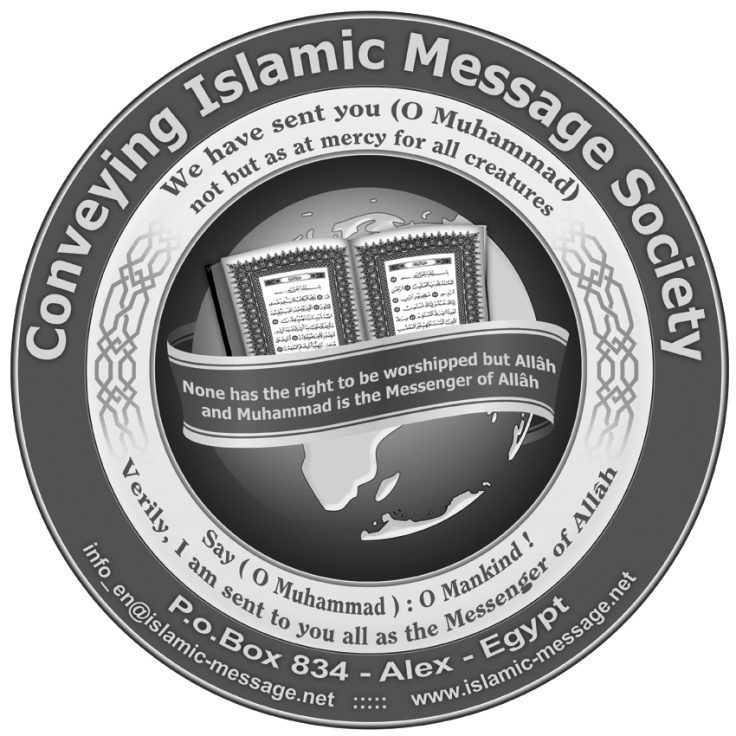 Conveying Islamic Message Society
We have sent you (O Muhammad)
not but as at mercy for all creatures
None has the right to be worshipped but Allâh
and Muhammad is the Messenger of Allâh
Say ( O Muhammad ) : O Mankind !
Verily, I am sent to you all as the Messenger of Allâh
P.o.Box 834 - Alex - Egypt
info_en@islamic-message.net ::::: www.islamic-message.net